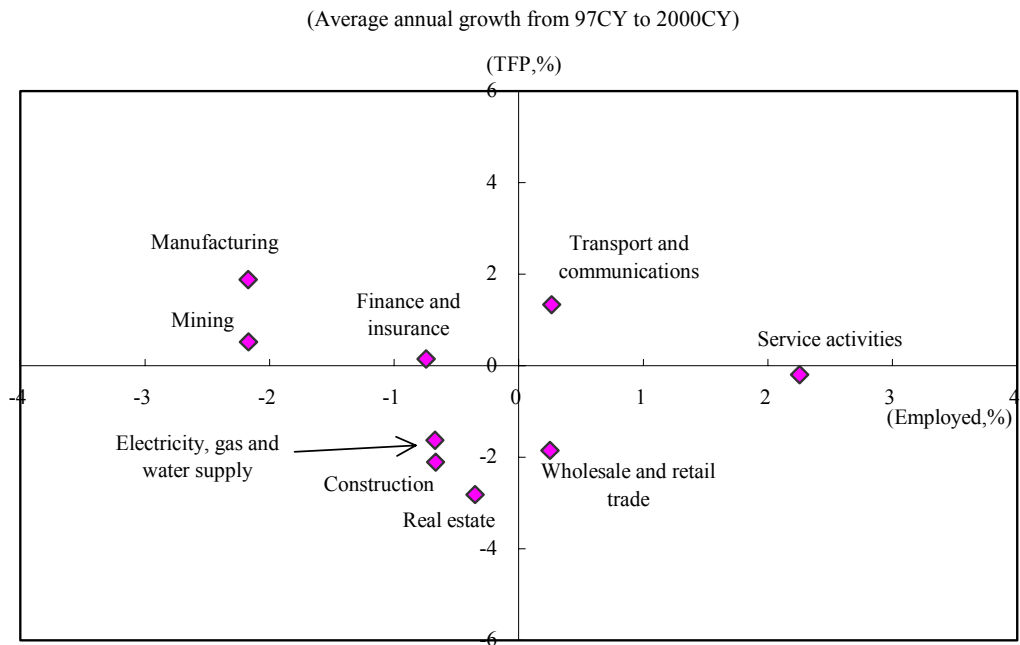 (Average annual growth from 97CY to 2000CY)
(TFP,%)
6
4
Manufacturing
Transport and
communications
2
Finance and
insurance
Mining
Service activities
0
-4
-3
-2
-1
0
1
2
3
4
(Employed,%)
Electricity, gas and
water supply
-2
Wholesale and retail
trade
Construction
Real estate
-4
-6